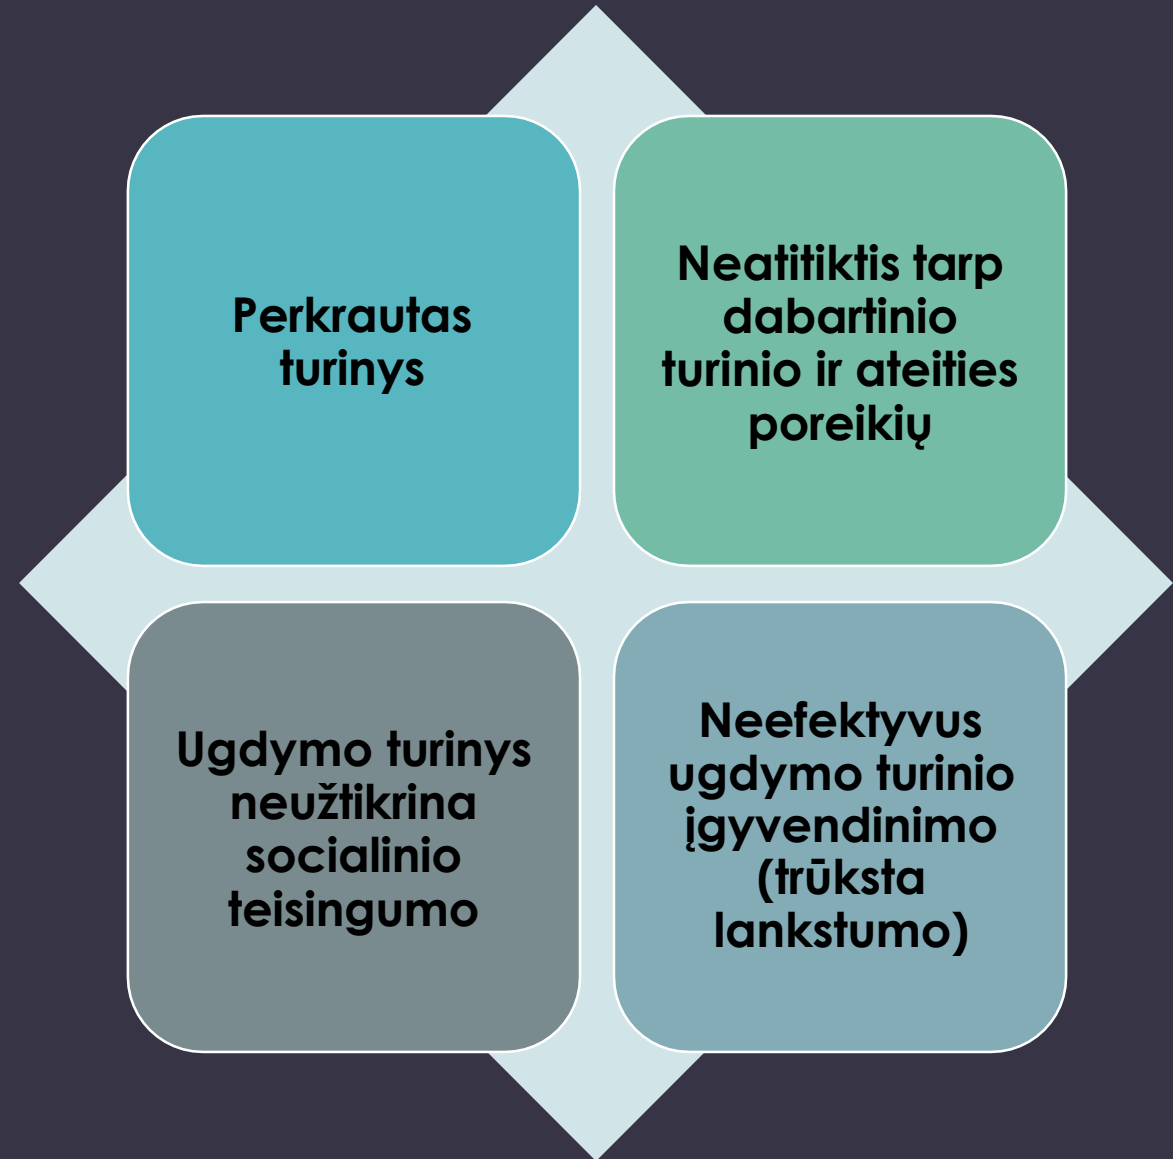 Perkrautas
turinys
Neatitiktis tarp
dabartinio
turinio ir ateities
poreikių
Ugdymo turinys
neužtikrina
socialinio
teisingumo
Neefektyvus
ugdymo turinio
įgyvendinimo
(trūksta
lankstumo)